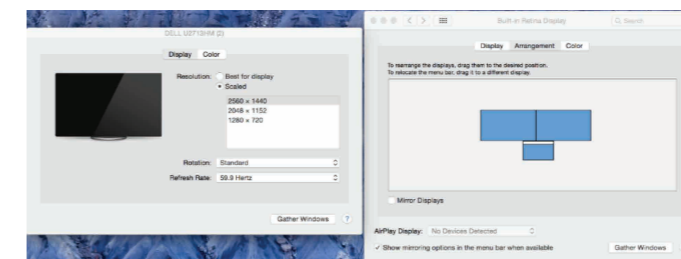 DELL U2713HM (2)
Display Color
Resolution: Best for display
Scaled
2560 × 1440
2048 × 1152
1280 × 720
Rotation: Standard
Refresh Rate: 59.9 Hertz
Gather Windows ?
Built-in Retina Display
Search
Display Arrangement Color
To rearrange the displays, drag them to the desired position.
To relocate the menu bar, drag it to a different display.
Mirror Displays
AirPlay Display: No Devices Detected
Show mirroring options in the menu bar when available
Gather Windows